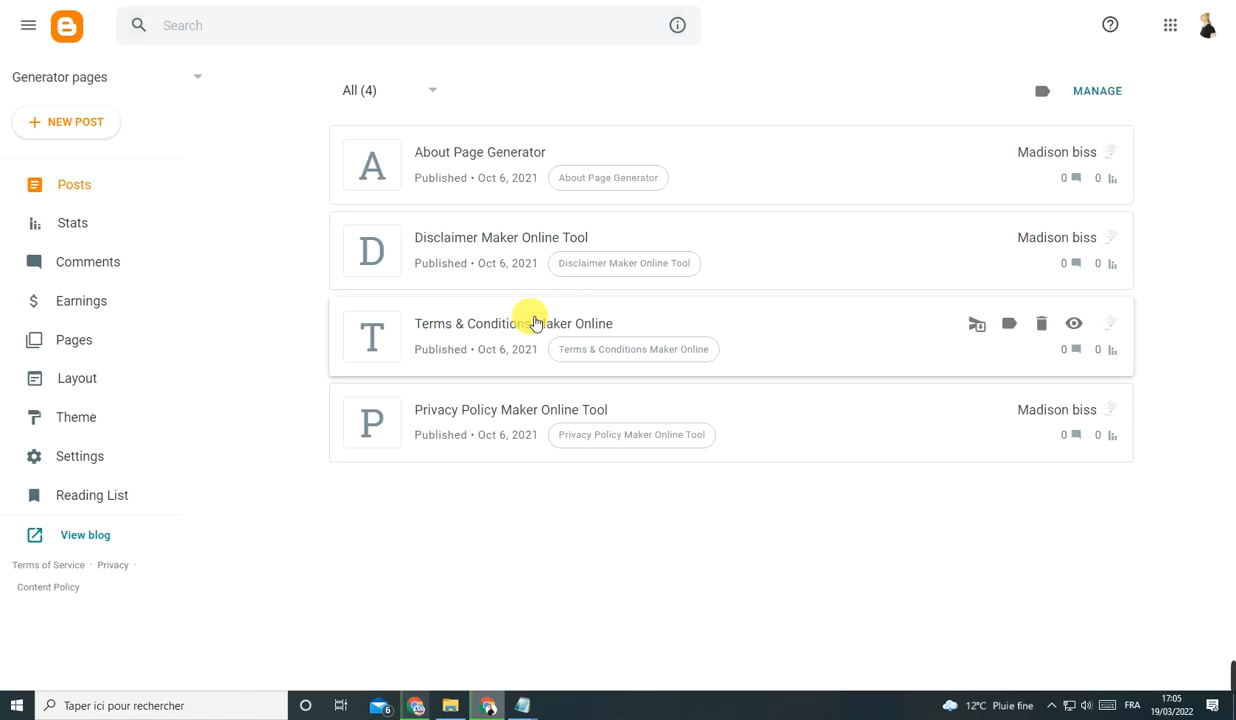 Search
Generator pages
All (4)
MANAGE
+ NEW POST
A
About Page Generator
Madison biss
Published • Oct 6, 2021
About Page Generator
0
0
Posts
Stats
Comments
Earnings
Pages
Layout
Theme
Settings
Reading List
View blog
Terms of Service · Privacy ·
Content Policy
D
Disclaimer Maker Online Tool
Madison biss
Published • Oct 6, 2021
Disclaimer Maker Online Tool
0
0
T
Terms & Conditions Maker Online
Published • Oct 6, 2021
Terms & Conditions Maker Online
0
0
P
Privacy Policy Maker Online Tool
Madison biss
Published • Oct 6, 2021
Privacy Policy Maker Online Tool
0
0
Taper ici pour rechercher
6
12°C Pluie fine
FRA
17:05
19/03/2022